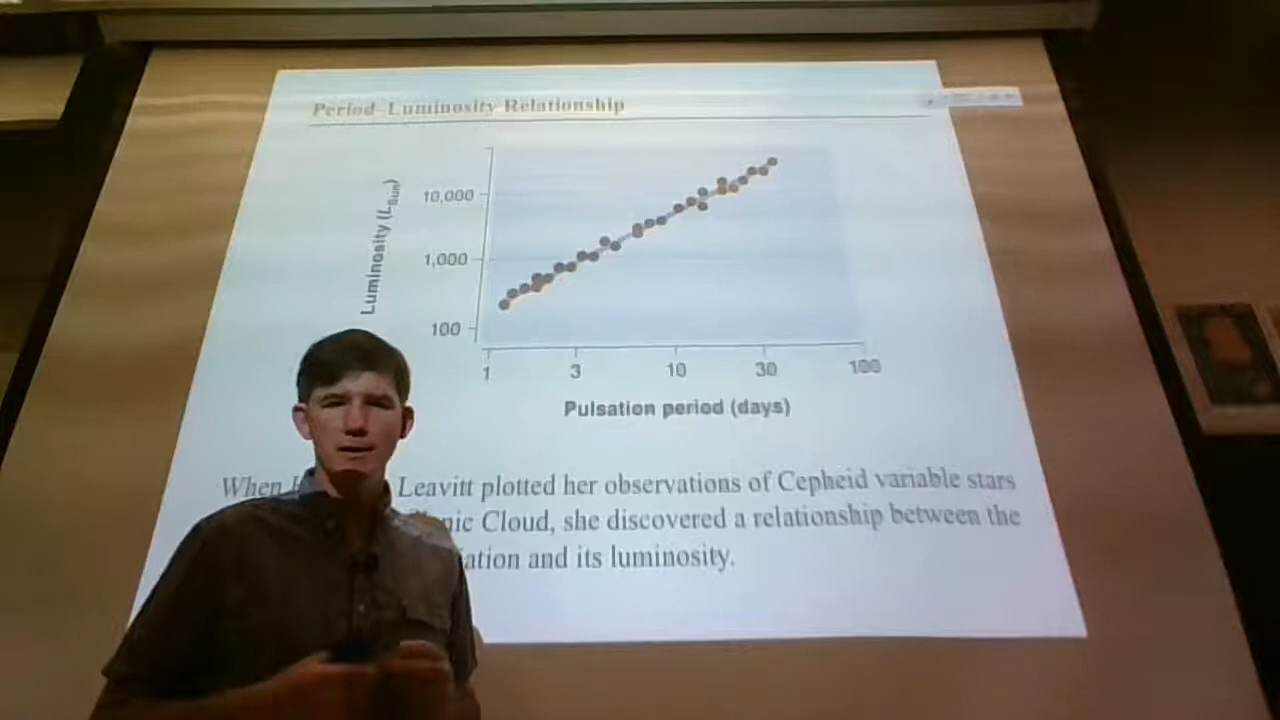 Period-Luminosity Relationship
Luminosity (LSun)
10,000
1,000
100
1 3 10 30 100
Pulsation period (days)
When Leavitt plotted her observations of Cepheid variable stars
Cloud, she discovered a relationship between the
and its luminosity.